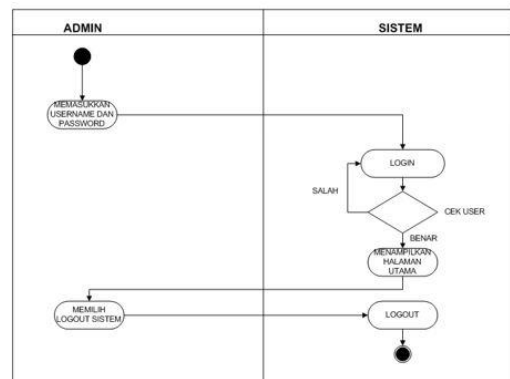 ADMIN
SISTEM
MEMASUKKAN
USERNAME DAN
PASSWORD
LOGIN
SALAH
CEK USER
BENAR
MENAMPILKAN
HALAMAN
UTAMA
MEMILIH
LOGOUT SISTEM
LOGOUT